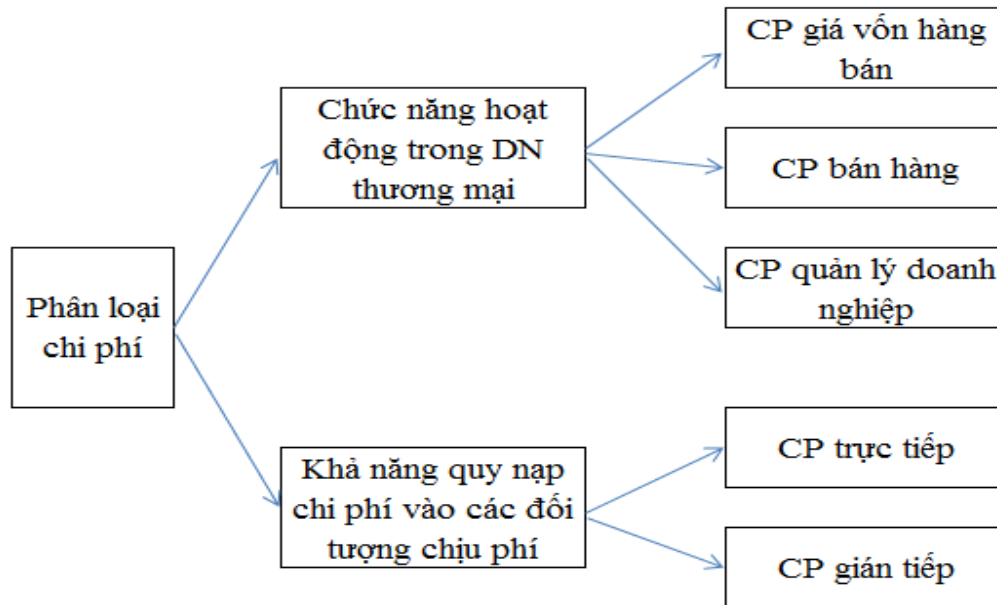 Phân loại
chi phí
Chức năng hoạt
động trong DN
thương mại
CP giá vốn hàng
bán
CP bán hàng
CP quản lý doanh
nghiệp
Khả năng quy nạp
chi phí vào các đối
tượng chịu phí
CP trực tiếp
CP gián tiếp